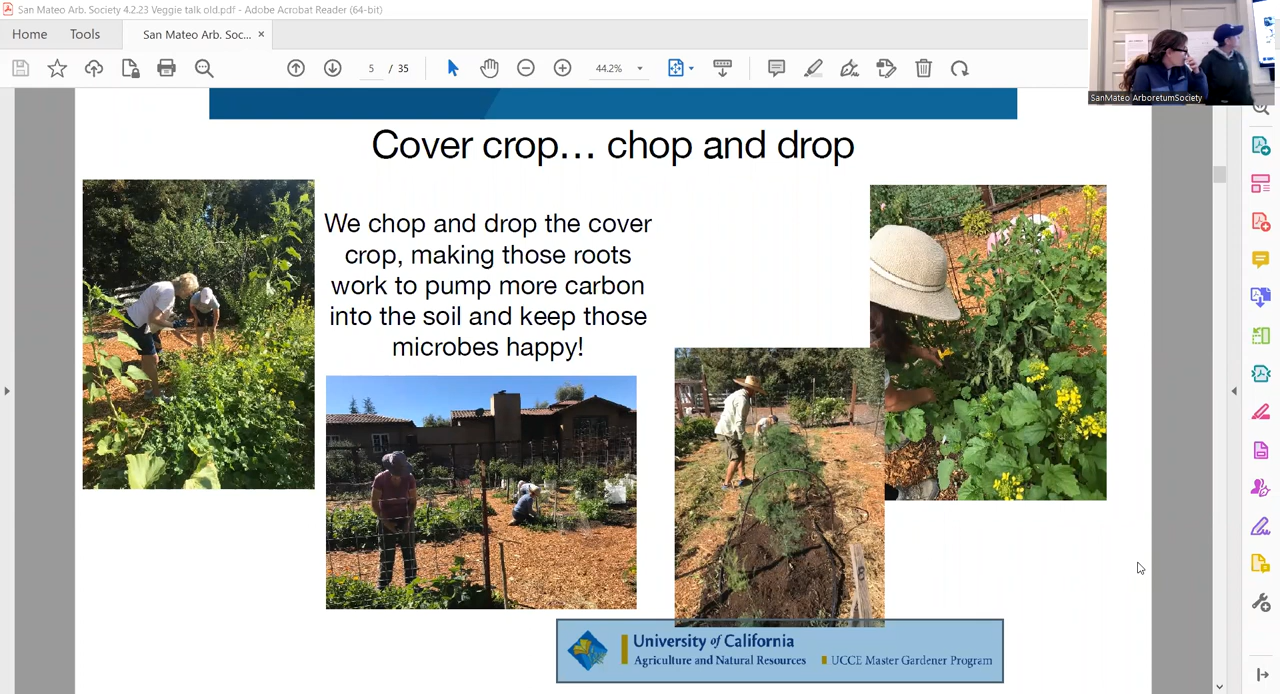 San Mateo Arb. Society 4.2.23 Veggie talk old.pdf - Adobe Acrobat Reader (64-bit)
Home
Tools
San Mateo Arb. Soc... ×
5 / 35
44.2%
SanMateo ArboretumSociety
Cover crop… chop and drop
We chop and drop the cover
crop, making those roots
work to pump more carbon
into the soil and keep those
microbes happy!
8
University of California
Agriculture and Natural Resources
UCCE Master Gardener Program